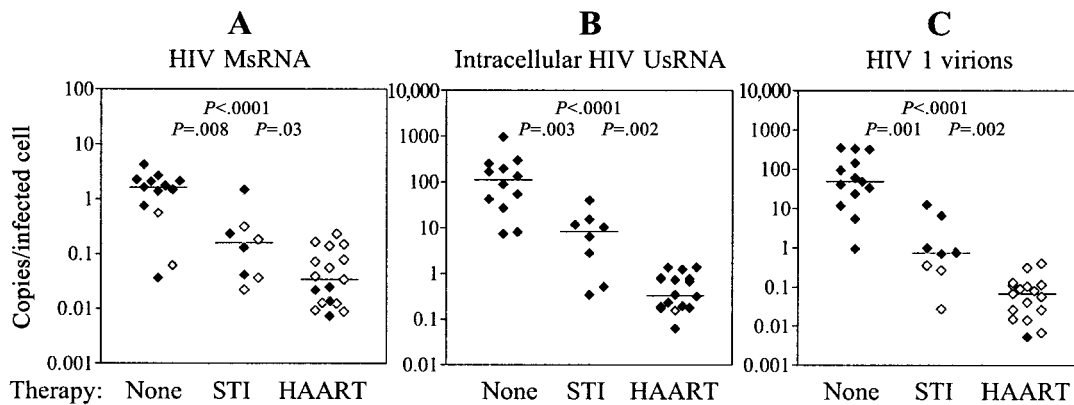 A
HIV MsRNA
100
10
1
0.1
0.01
0.001
P<.0001
P=.008 P=.03
Copies/infected cell
B
Intracellular HIV UsRNA
10,000
1000
100
10
1
0.1
0.01
P<.0001
P=.003 P=.002
C
HIV 1 virions
10,000
1000
100
10
1
0.1
0.01
0.001
P<.0001
P=.001 P=.002
Therapy: None STI HAART None STI HAART None STI HAART